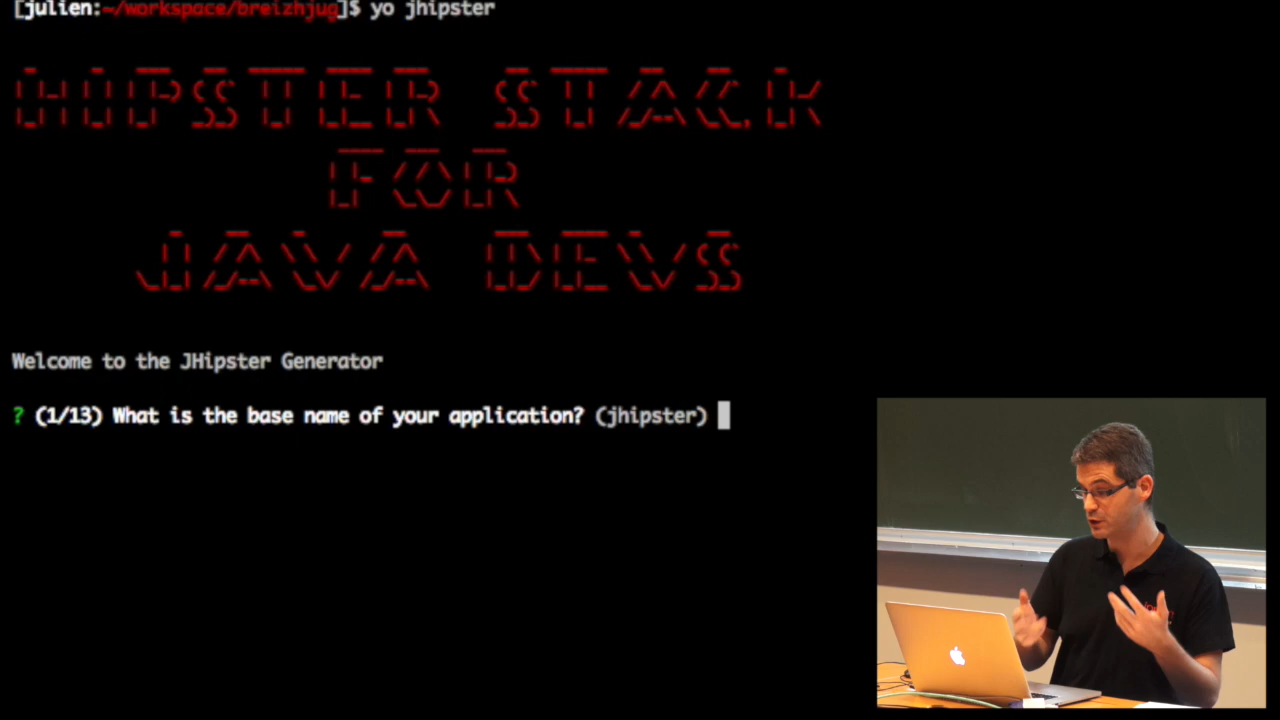 [julien:~/workspace/breizhjug]$ yo jhipster
HIPSTER STACK
FOR
JAVA DEVS
Welcome to the JHipster Generator
? (1/13) What is the base name of your application? (jhipster)